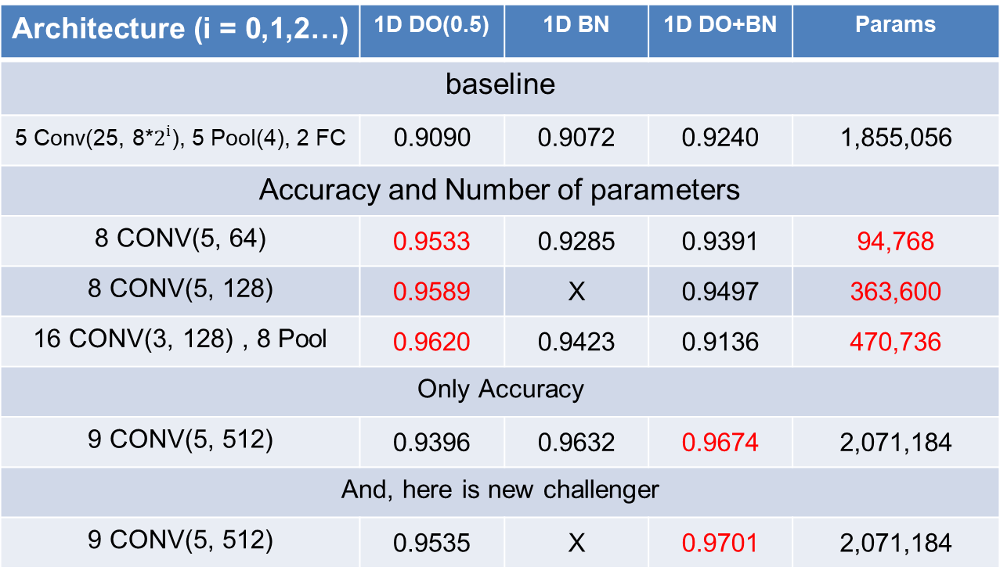 Architecture (i = 0,1,2…) 1D DO(0.5) 1D BN 1D DO+BN Params
baseline
5 Conv(25, 8*2ⁱ), 5 Pool(4), 2 FC 0.9090 0.9072 0.9240 1,855,056
Accuracy and Number of parameters
8 CONV(5, 64) 0.9533 0.9285 0.9391 94,768
8 CONV(5, 128) 0.9589 X 0.9497 363,600
16 CONV(3, 128) , 8 Pool 0.9620 0.9423 0.9136 470,736
Only Accuracy
9 CONV(5, 512) 0.9396 0.9632 0.9674 2,071,184
And, here is new challenger
9 CONV(5, 512) 0.9535 X 0.9701 2,071,184